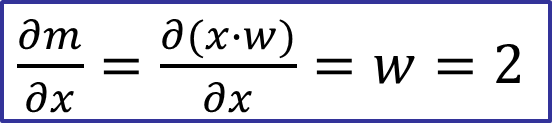 ∂m/∂x = ∂(x·w)/∂x = w = 2